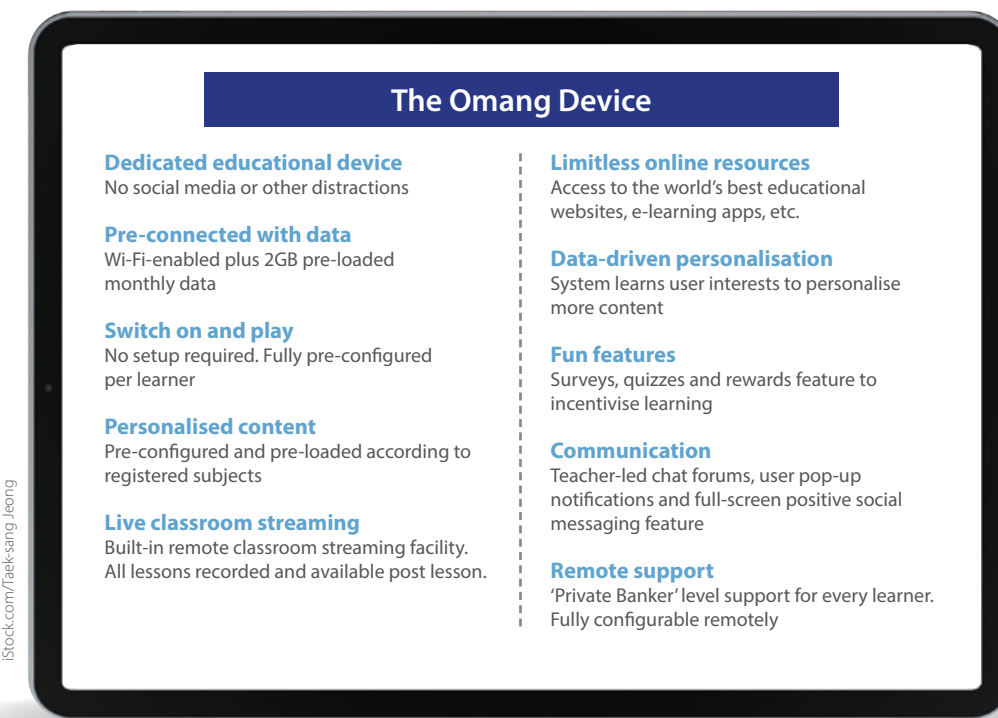 The Omang Device
Dedicated educational device
No social media or other distractions
Pre-connected with data
Wi-Fi-enabled plus 2GB pre-loaded
monthly data
Switch on and play
No setup required. Fully pre-configured
per learner
Personalised content
Pre-configured and pre-loaded according to
registered subjects
Live classroom streaming
Built-in remote classroom streaming facility.
All lessons recorded and available post lesson.
Limitless online resources
Access to the world’s best educational
websites, e-learning apps, etc.
Data-driven personalisation
System learns user interests to personalise
more content
Fun features
Surveys, quizzes and rewards feature to
incentivise learning
Communication
Teacher-led chat forums, user pop-up
notifications and full-screen positive social
messaging feature
Remote support
‘Private Banker’ level support for every learner.
Fully configurable remotely
iStock.com/Taek-sang Jeong